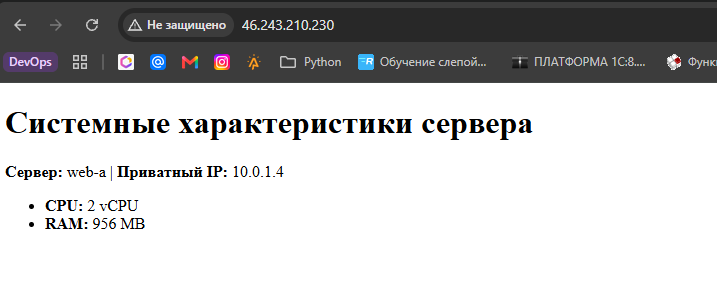 Не защищено 46.243.210.230
DevOps Python Обучение слепой... ПЛАТФОРМА 1С:8.... Функ
Системные характеристики сервера
Сервер: web-a | Приватный IP: 10.0.1.4
CPU: 2 vCPU
RAM: 956 MB